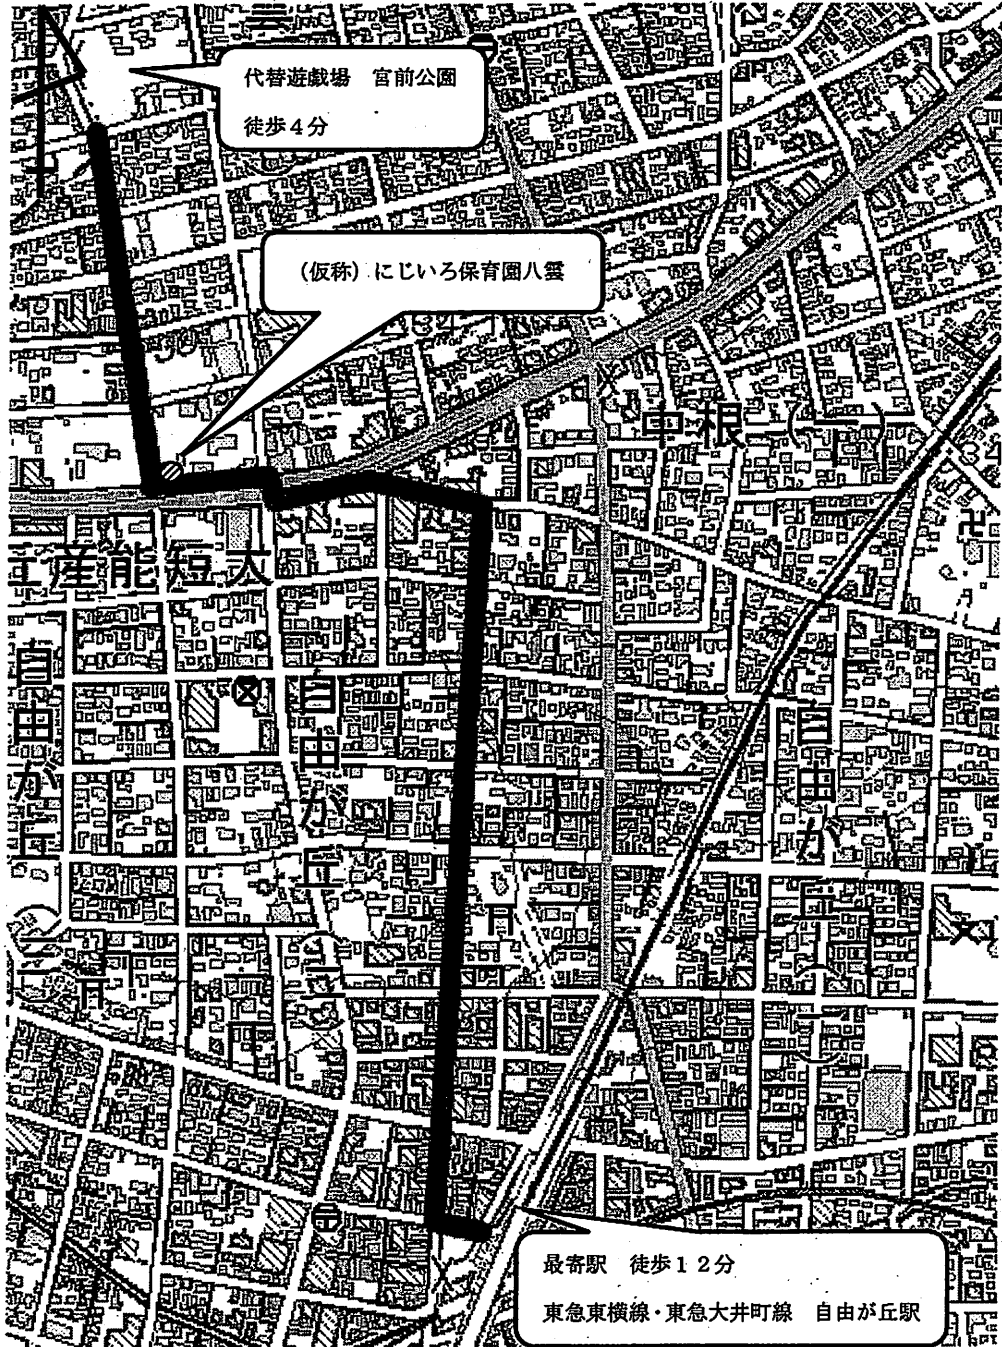 代替遊戯場　宮前公園
徒歩4分
(仮称) にじいろ保育園八雲
中根(一)
産能短大
自由が丘
自由が丘(二)
自由が丘(一)
最寄駅　徒歩12分
東急東横線・東急大井町線　自由が丘駅